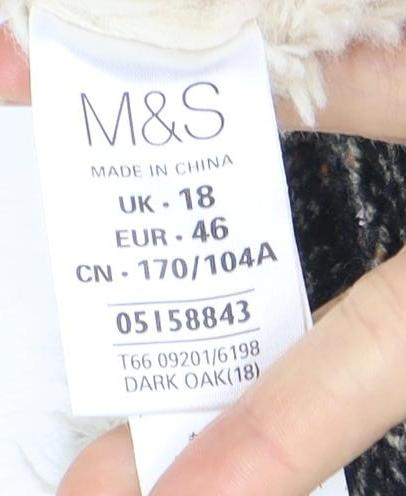 M&S
MADE IN CHINA
UK · 18
EUR · 46
CN · 170/104A
05158843
T66 09201/6198
DARK OAK(18)